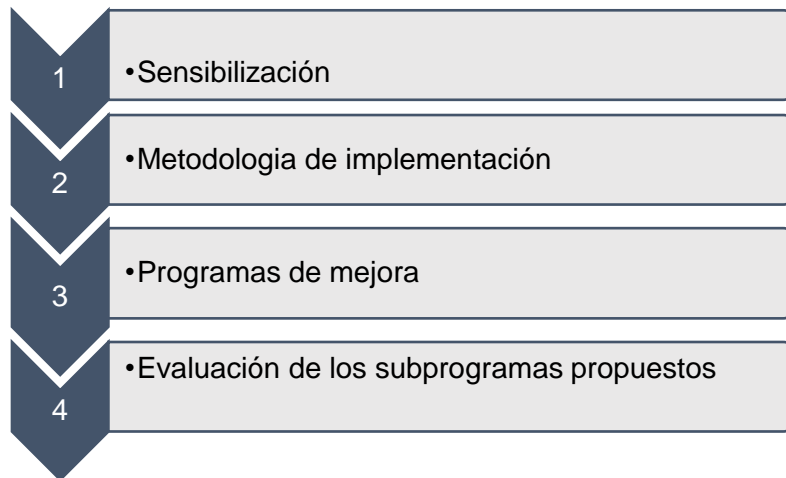 1
•Sensibilización
2
•Metodologia de implementación
3
•Programas de mejora
4
•Evaluación de los subprogramas propuestos